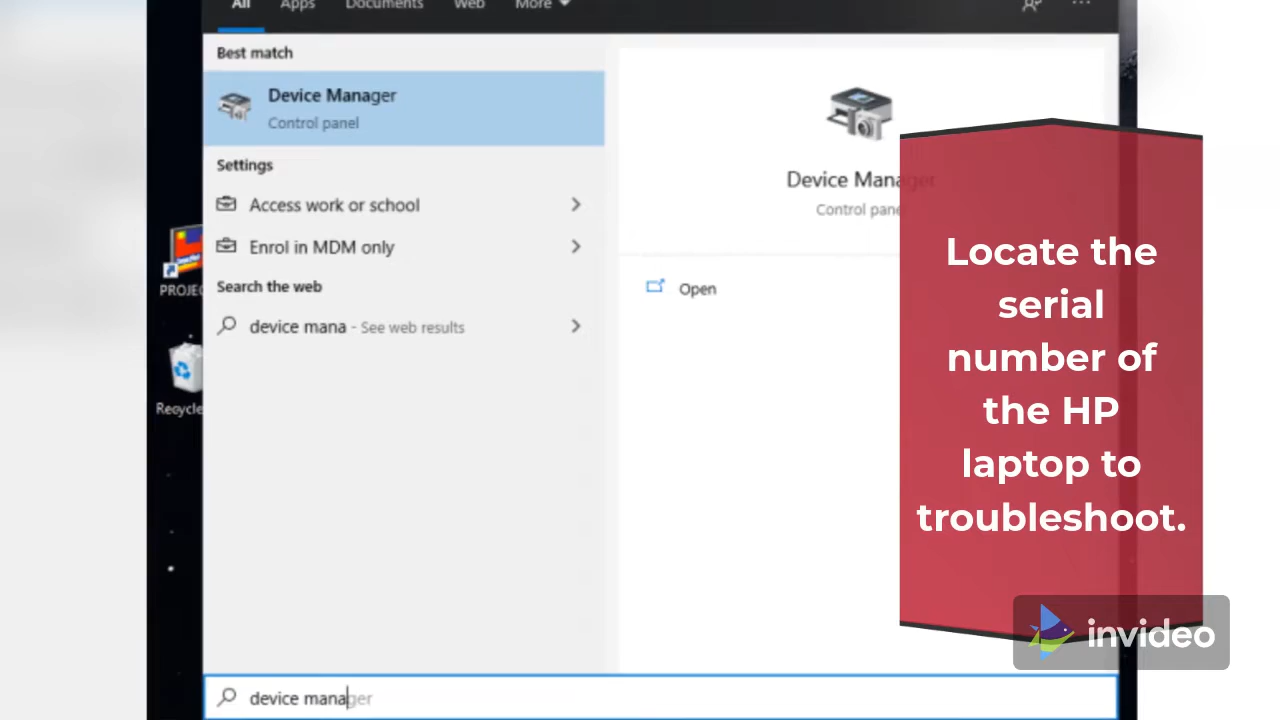 All Apps Documents Web More
Best match
Device Manager
Control panel
Settings
Access work or school
Enrol in MDM only
Search the web
device mana - See web results
PROJEC
Recycle
Device Manager
Control pane
Open
Locate the
serial
number of
the HP
laptop to
troubleshoot.
invideo
device manager